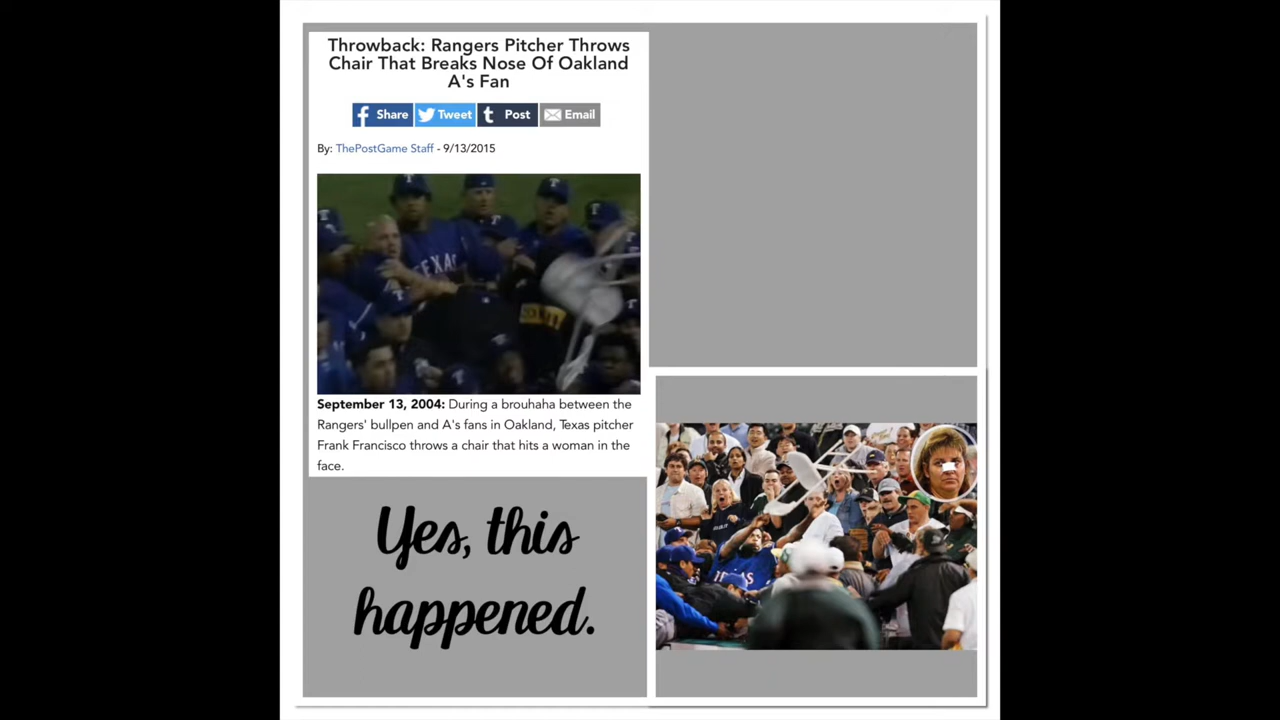 Throwback: Rangers Pitcher Throws
Chair That Breaks Nose Of Oakland
A's Fan
Share Tweet Post Email
By: ThePostGame Staff - 9/13/2015
TEXAS
September 13, 2004: During a brouhaha between the
Rangers' bullpen and A's fans in Oakland, Texas pitcher
Frank Francisco throws a chair that hits a woman in the
face.
Yes, this
happened.